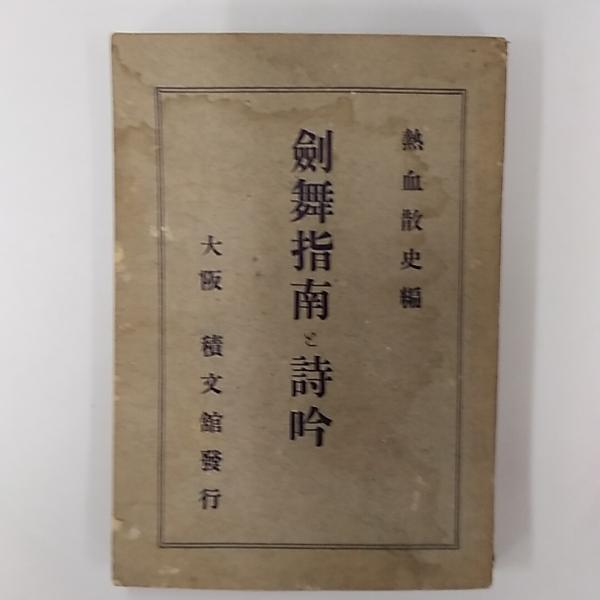 熱血散史編
劍舞指南と詩吟
大阪 積文館發行